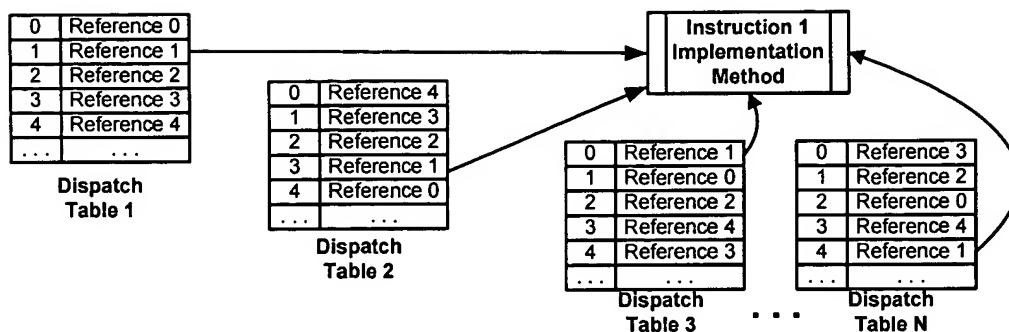 0 Reference 0
1 Reference 1
2 Reference 2
3 Reference 3
4 Reference 4
... ...
Dispatch
Table 1
0 Reference 4
1 Reference 3
2 Reference 2
3 Reference 1
4 Reference 0
... ...
Dispatch
Table 2
Instruction 1
Implementation
Method
0 Reference 1
1 Reference 0
2 Reference 2
3 Reference 4
4 Reference 3
... ...
Dispatch
Table 3
...
0 Reference 3
1 Reference 2
2 Reference 0
3 Reference 4
4 Reference 1
... ...
Dispatch
Table N